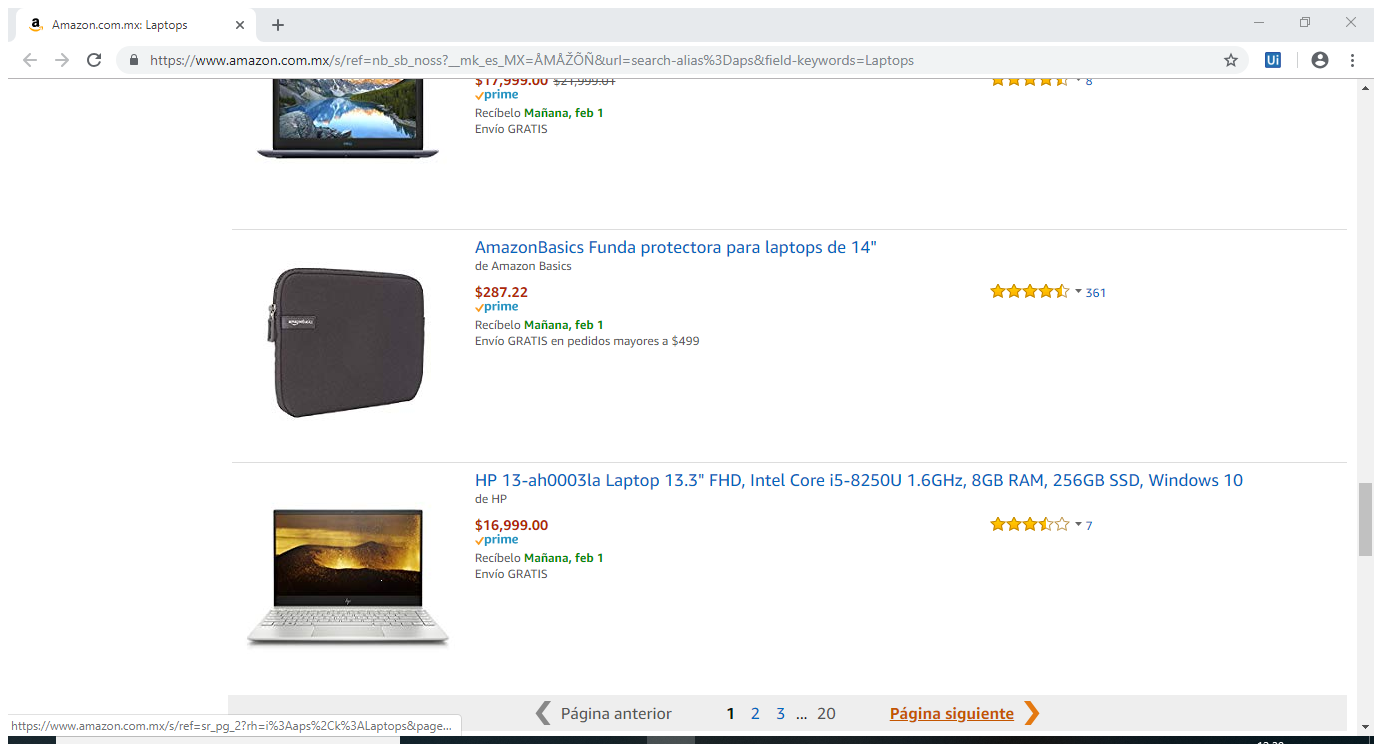 Amazon.com.mx: Laptops
https://www.amazon.com.mx/s/ref=nb_sb_noss?__mk_es_MX=ÅMÅŽÕÑ&url=search-alias%3Daps&field-keywords=Laptops
Ui
$17,999.00 $21,999.01
8
prime
Recíbelo Mañana, feb 1
Envío GRATIS
DELL
AmazonBasics Funda protectora para laptops de 14"
de Amazon Basics
$287.22
361
prime
Recíbelo Mañana, feb 1
Envío GRATIS en pedidos mayores a $499
HP 13-ah0003la Laptop 13.3" FHD, Intel Core i5-8250U 1.6GHz, 8GB RAM, 256GB SSD, Windows 10
de HP
$16,999.00
7
prime
Recíbelo Mañana, feb 1
Envío GRATIS
Página anterior 1 2 3 ... 20 Página siguiente
https://www.amazon.com.mx/s/ref=sr_pg_2?rh=i%3Aaps%2Ck%3ALaptops&page...